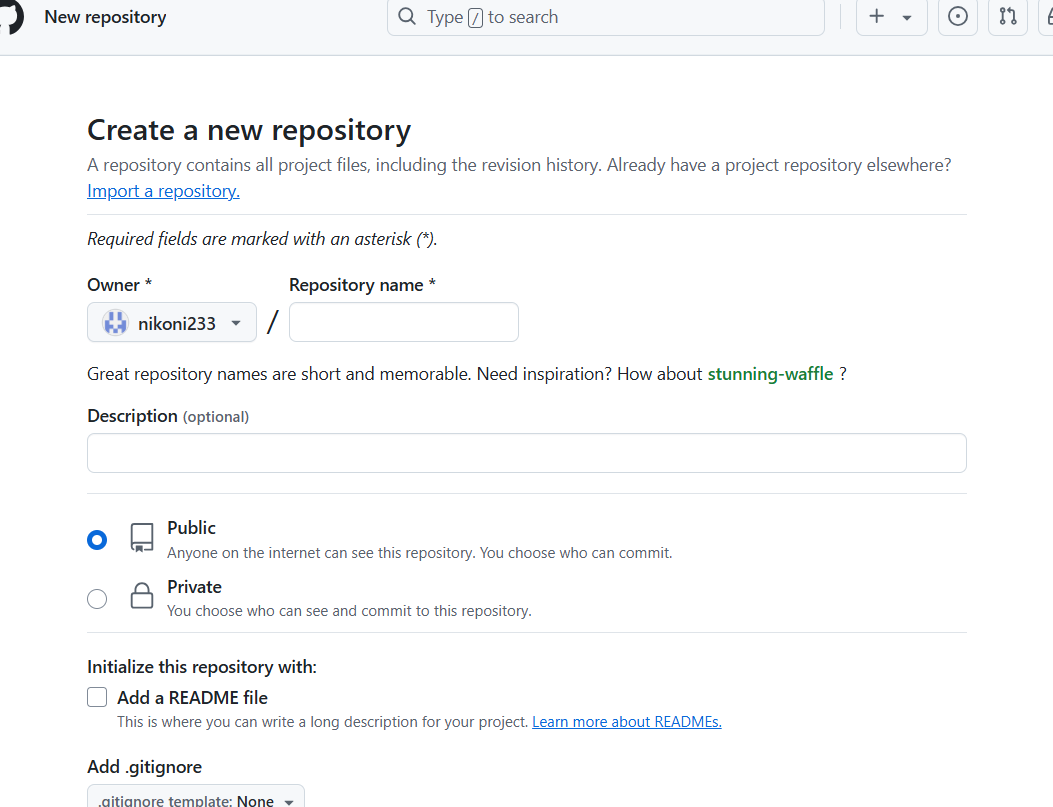 New repository
Type / to search
Create a new repository
A repository contains all project files, including the revision history. Already have a project repository elsewhere?
Import a repository.
Required fields are marked with an asterisk (*).
Owner * Repository name *
nikoni233 /
Great repository names are short and memorable. Need inspiration? How about stunning-waffle ?
Description (optional)
Public
Anyone on the internet can see this repository. You choose who can commit.
Private
You choose who can see and commit to this repository.
Initialize this repository with:
Add a README file
This is where you can write a long description for your project. Learn more about READMEs.
Add .gitignore
.gitignore template: None